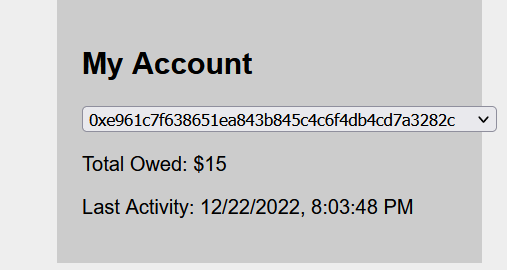 My Account
0xe961c7f638651ea843b845c4c6f4db4cd7a3282c
Total Owed: $15
Last Activity: 12/22/2022, 8:03:48 PM